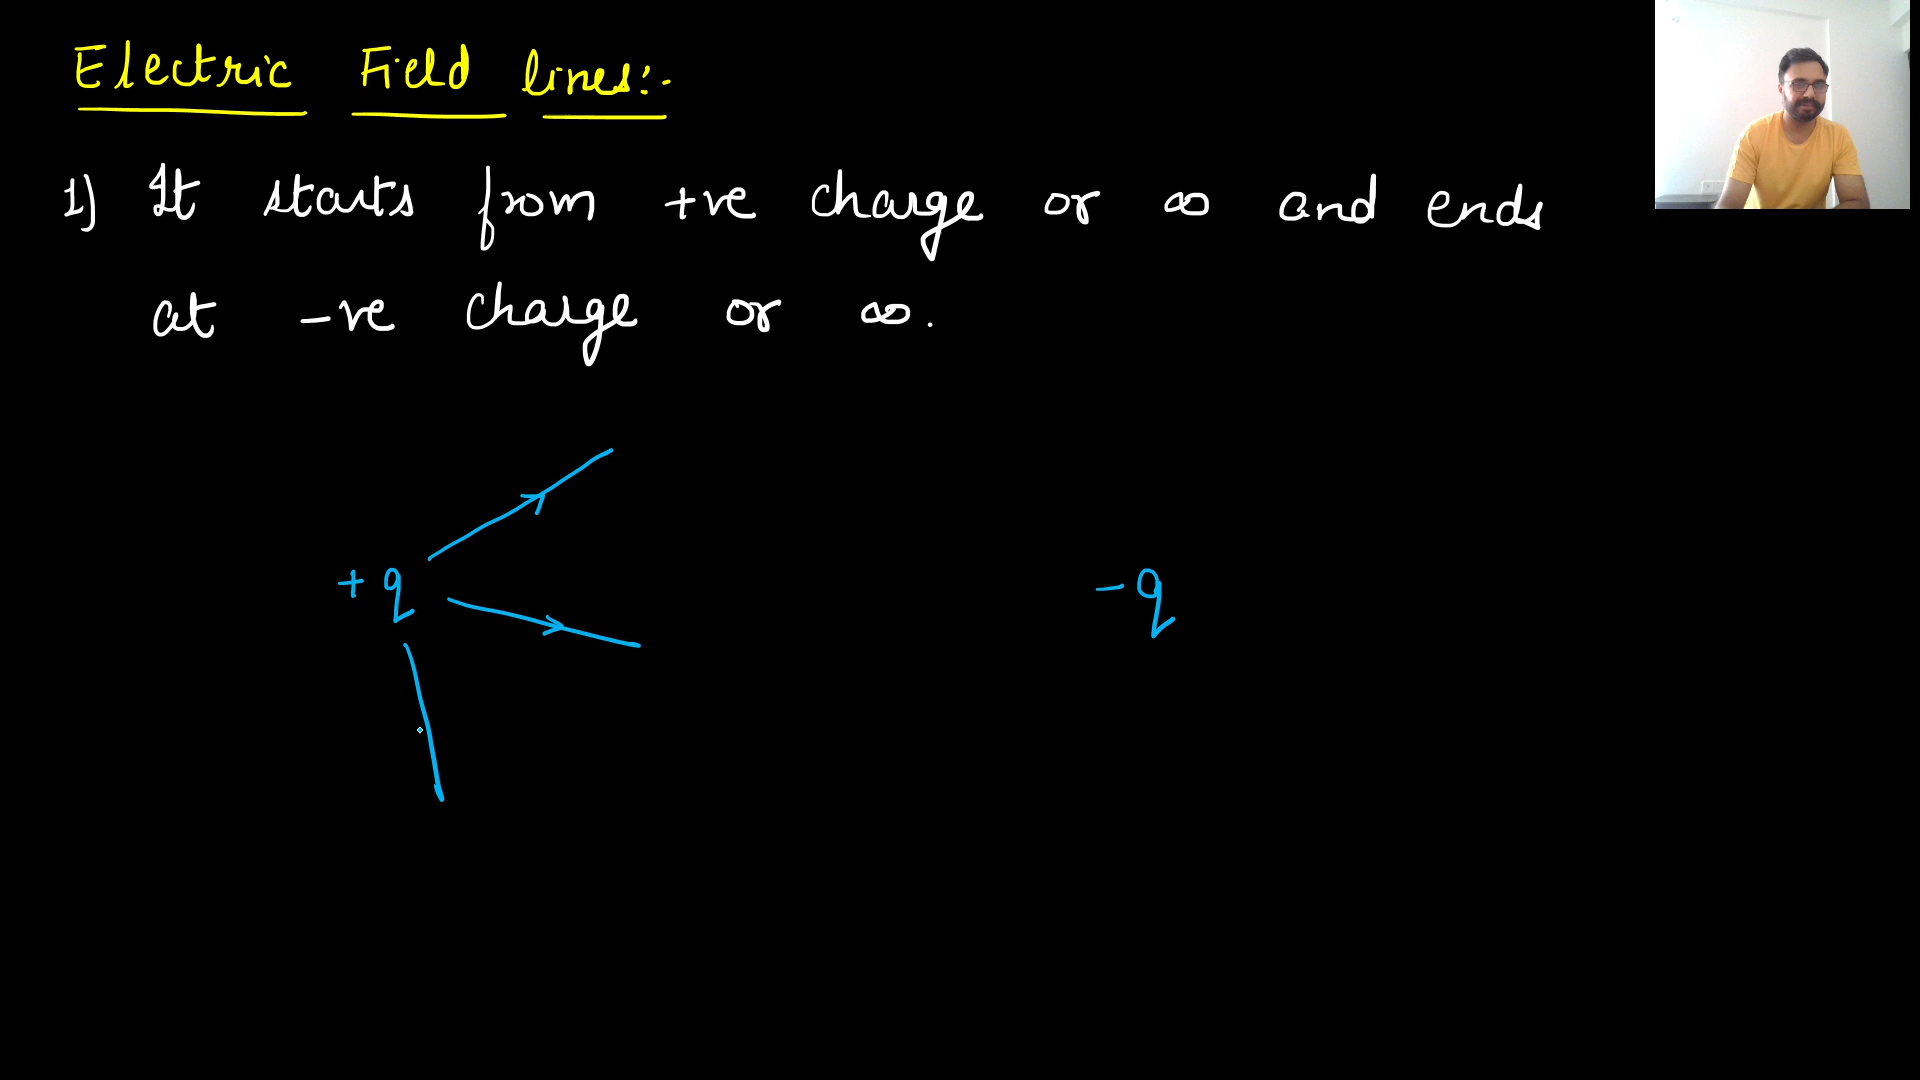 Electric Field lines:-
1) It starts from +ve charge or ∞ and ends
at -ve charge or ∞.
+q
-q